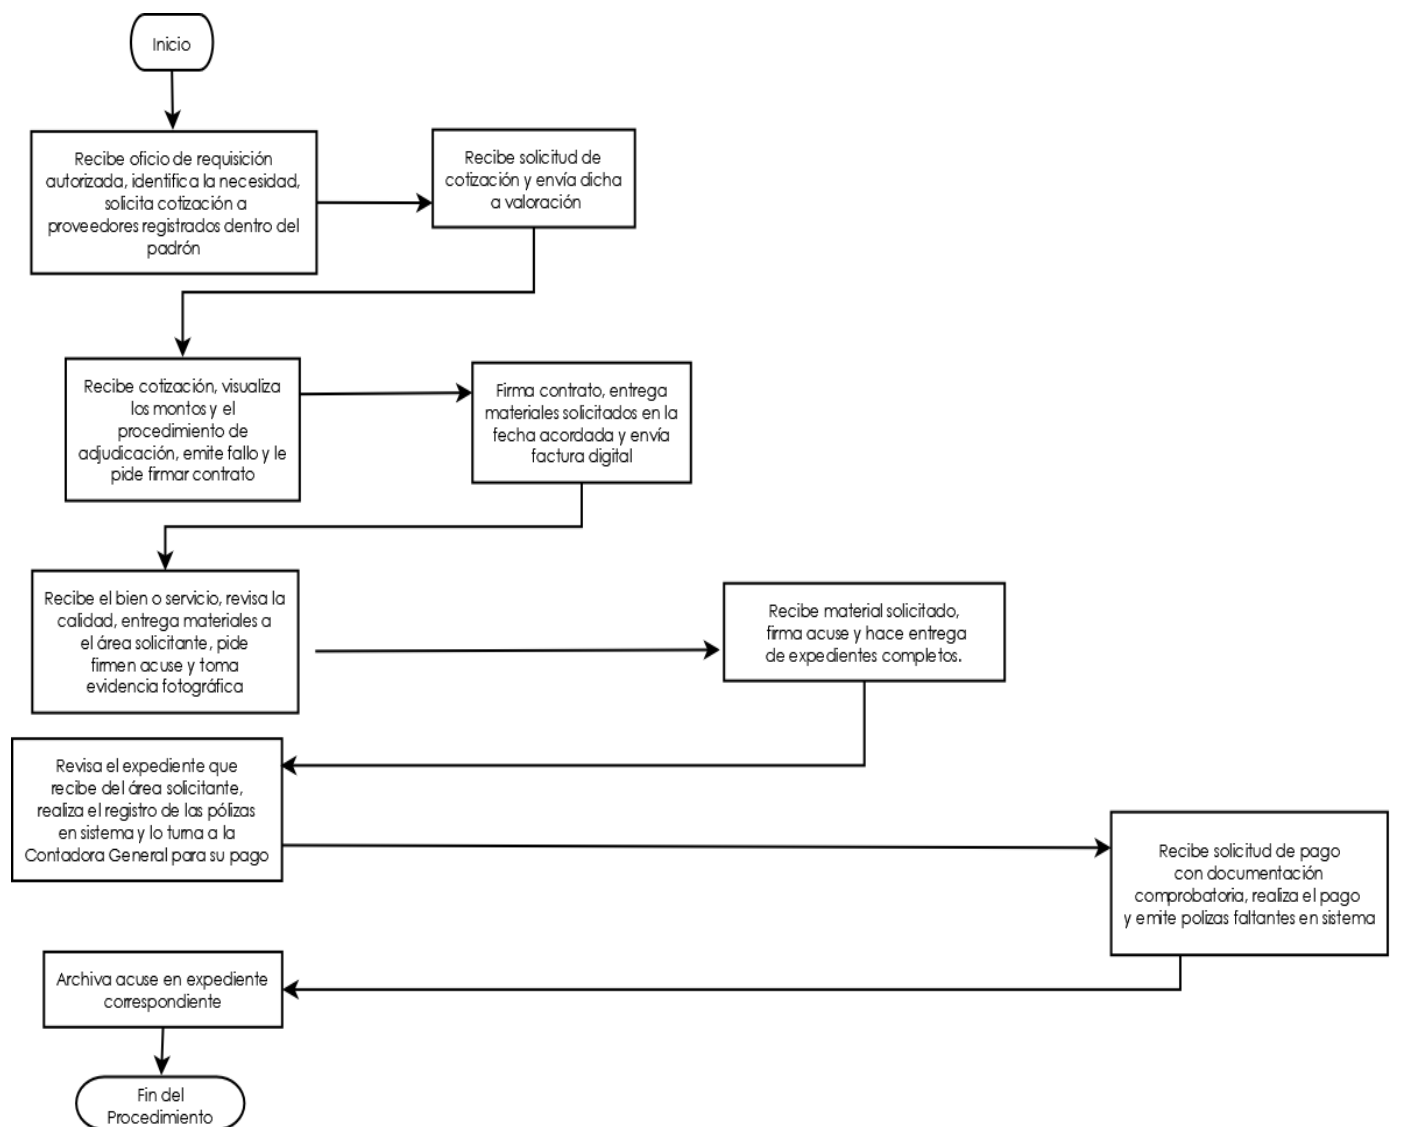 Inicio
Recibe oficio de requisición
autorizada, identifica la necesidad,
solicita cotización a
proveedores registrados dentro del
padrón
Recibe solicitud de
cotización y envía dicha
a valoración
Recibe cotización, visualiza
los montos y el
procedimiento de
adjudicación, emite fallo y le
pide firmar contrato
Firma contrato, entrega
materiales solicitados en la
fecha acordada y envía
factura digital
Recibe el bien o servicio, revisa la
calidad, entrega materiales a
el área solicitante, pide
firmen acuse y toma
evidencia fotográfica
Recibe material solicitado,
firma acuse y hace entrega
de expedientes completos.
Revisa el expediente que
recibe del área solicitante,
realiza el registro de las pólizas
en sistema y lo turna a la
Contadora General para su pago
Recibe solicitud de pago
con documentación
comprobatoria, realiza el pago
y emite polizas faltantes en sistema
Archiva acuse en expediente
correspondiente
Fin del
Procedimiento